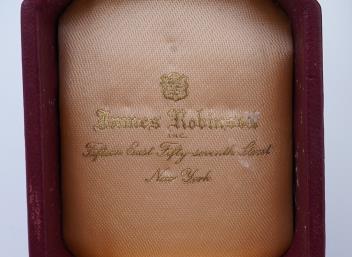 James Robinson
INC.
Fifteen East Fifty-seventh Street
New York